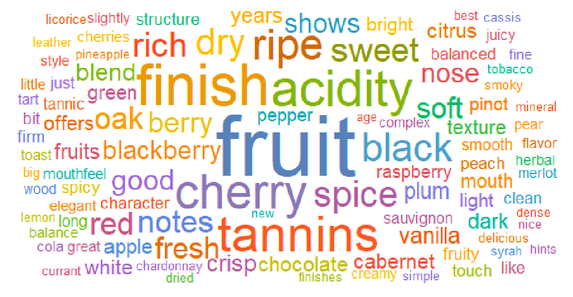 licorice slightly structure years shows bright best cassis
leather cherries rich dry ripe sweet citrus juicy
style pineapple blend finish acidity nose balanced fine
little just green tobacco
tart tannic smoky
bit offers oak berry pepper age complex soft pinot mineral
firm fruit black texture pear
toast fruits blackberry smooth flavor
big mouthfeel good cherry spice raspberry peach herbal
wood spicy plum mouth merlot
elegant character light clean
lemon long red notes new tannins sauvignon dark dense
balance vanilla nice
cola great apple fresh delicious
white chardonnay crisp chocolate cabernet fruity syrah hints
currant dried finishes creamy simple touch like